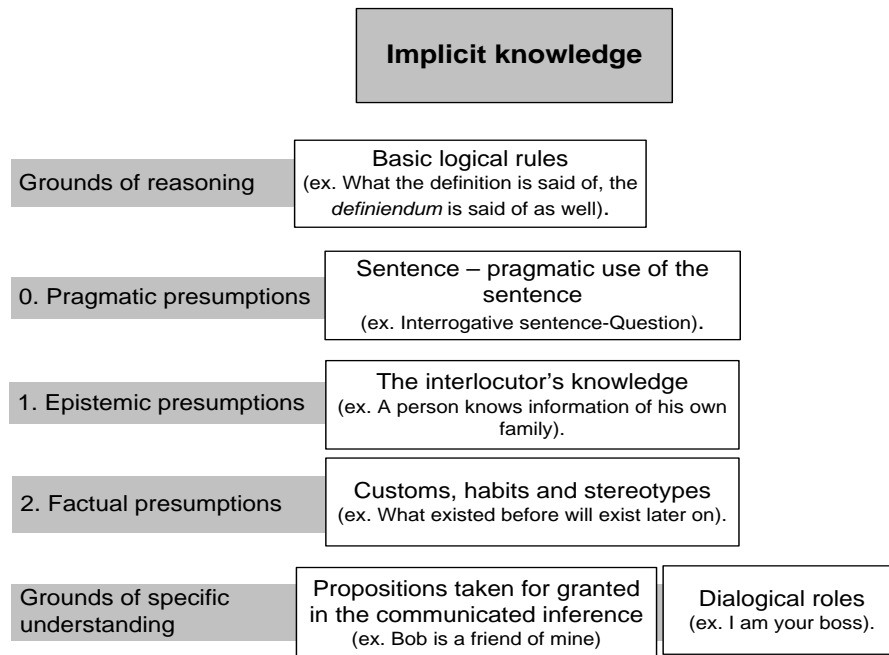 Implicit knowledge
Grounds of reasoning
Basic logical rules
(ex. What the definition is said of, the
definiendum is said of as well).
0. Pragmatic presumptions
Sentence – pragmatic use of the
sentence
(ex. Interrogative sentence-Question).
1. Epistemic presumptions
The interlocutor’s knowledge
(ex. A person knows information of his own
family).
2. Factual presumptions
Customs, habits and stereotypes
(ex. What existed before will exist later on).
Grounds of specific
understanding
Propositions taken for granted
in the communicated inference
(ex. Bob is a friend of mine)
Dialogical roles
(ex. I am your boss).